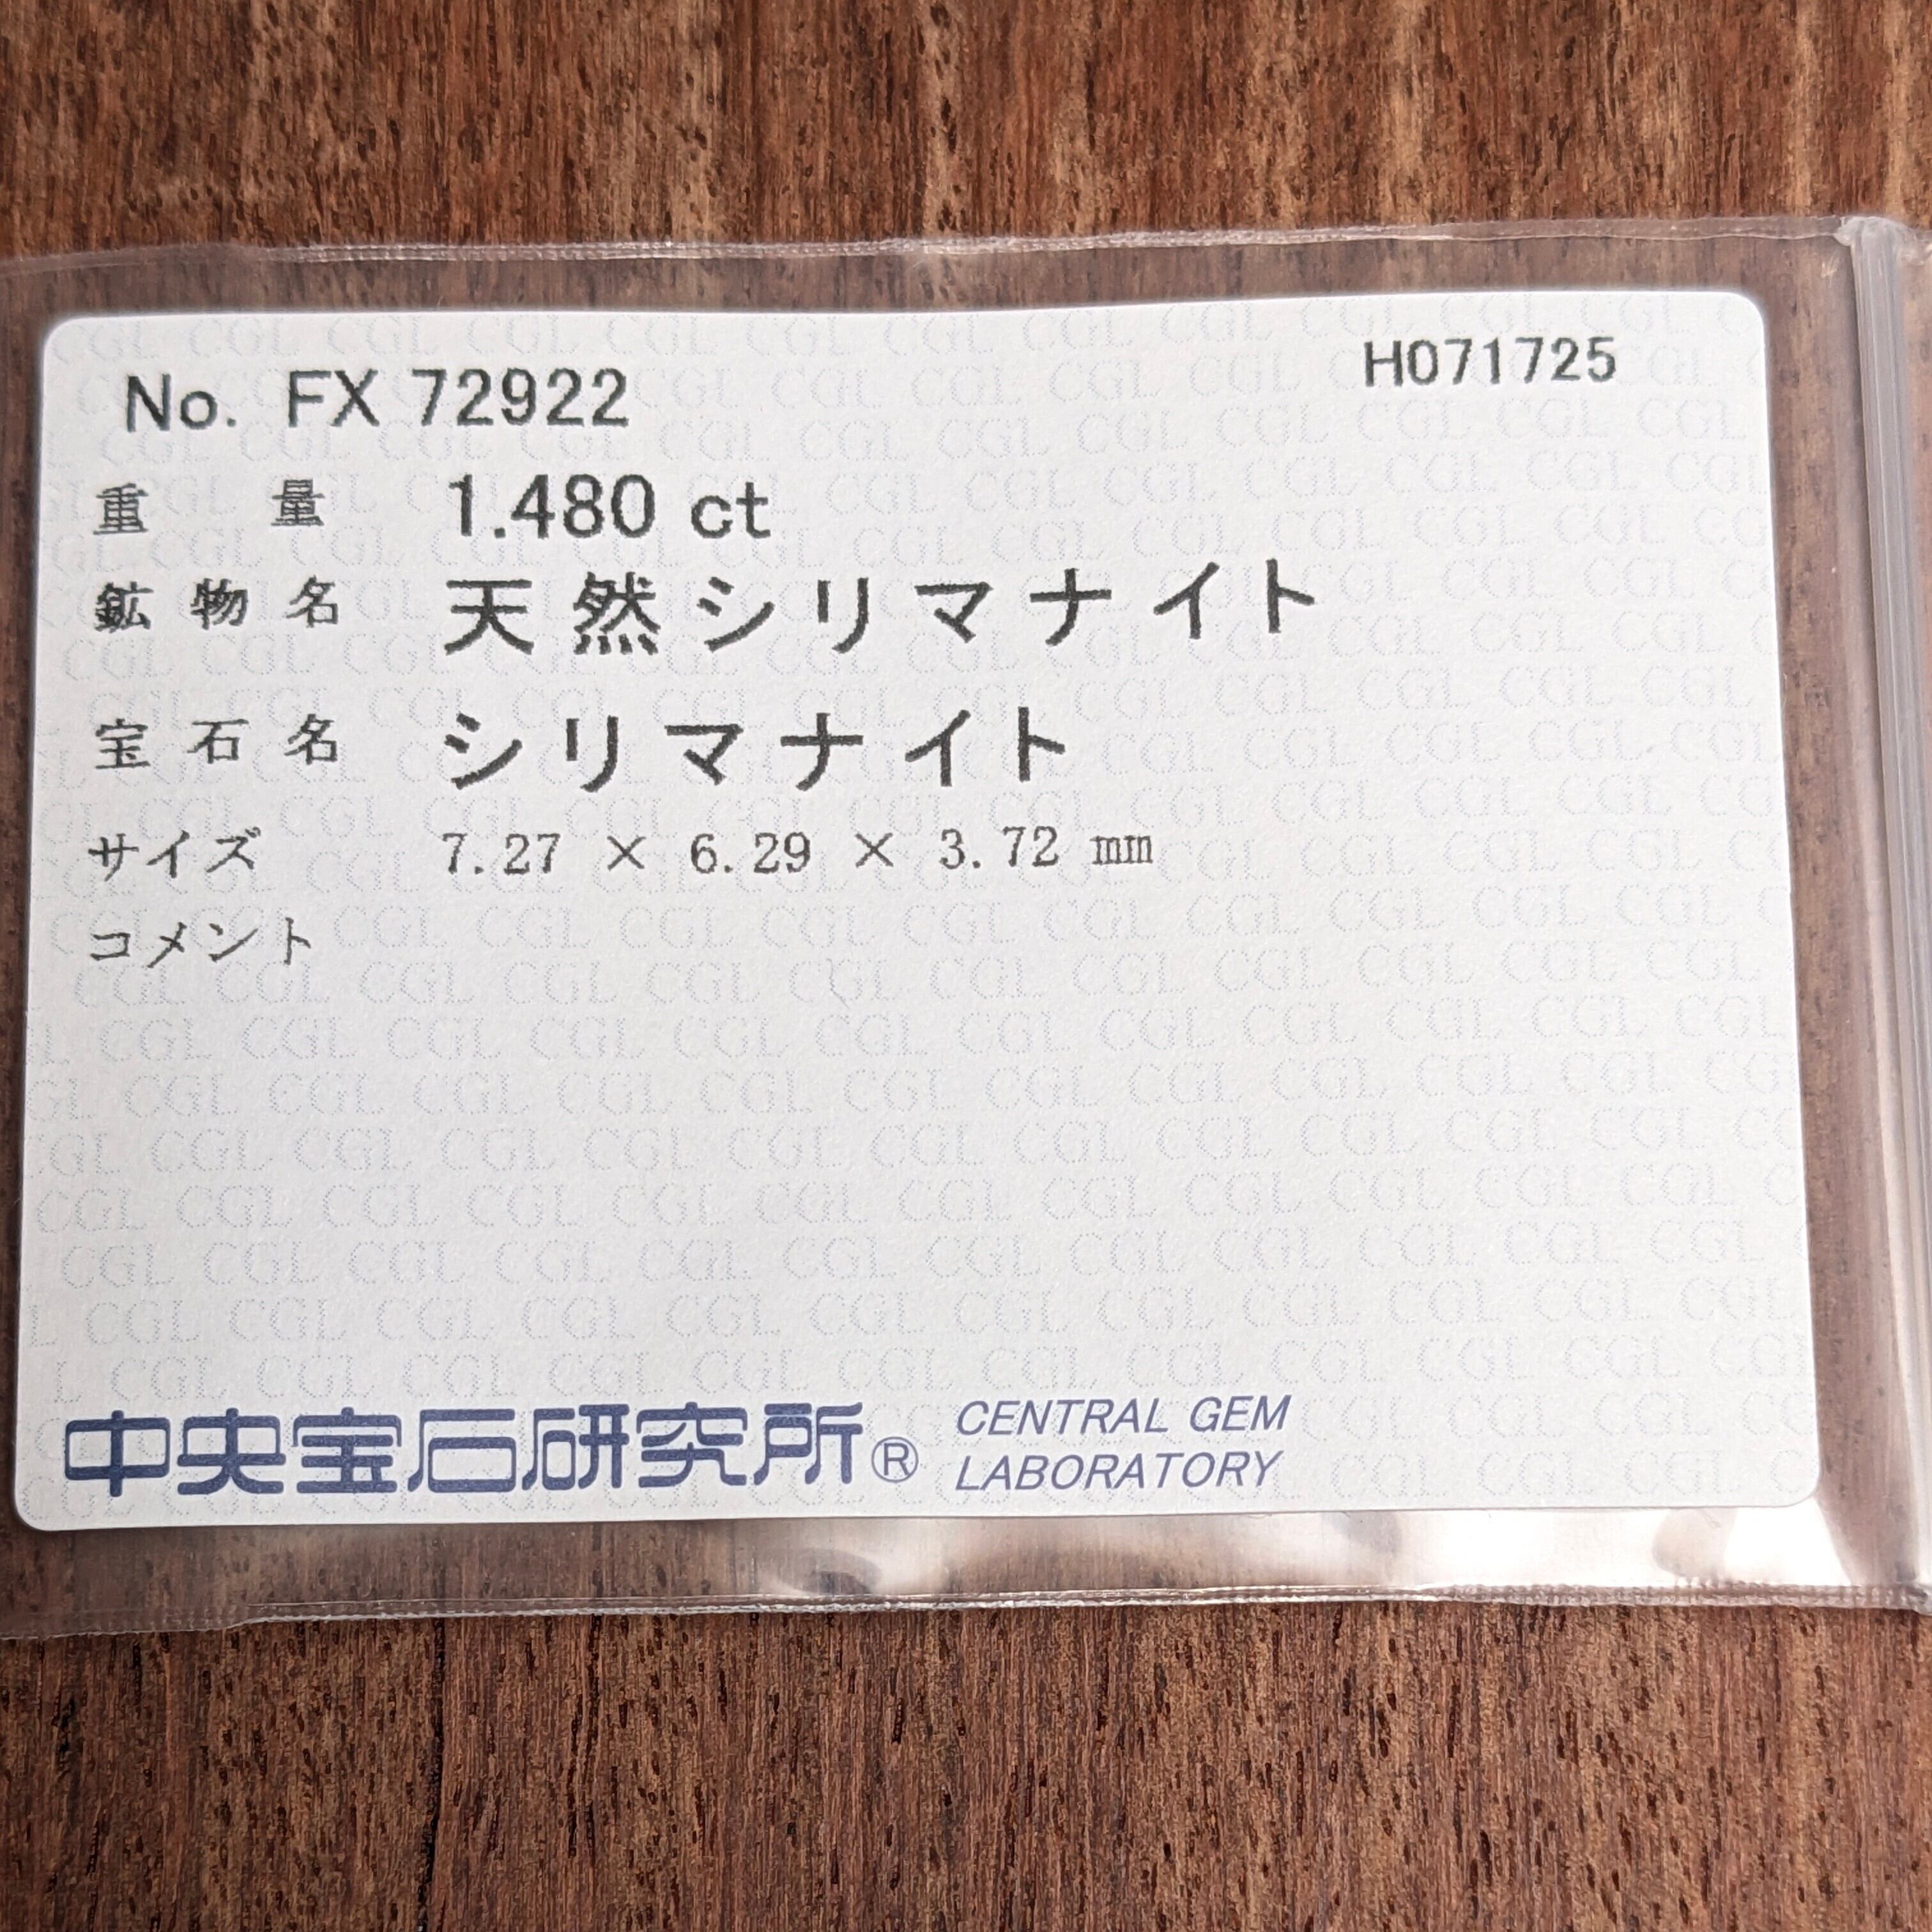 No. FX 72922
H071725
重量 1.480 ct
鉱物名 天然シリマナイト
宝石名 シリマナイト
サイズ 7.27 × 6.29 × 3.72 mm
コメント
中央宝石研究所® CENTRAL GEM
LABORATORY